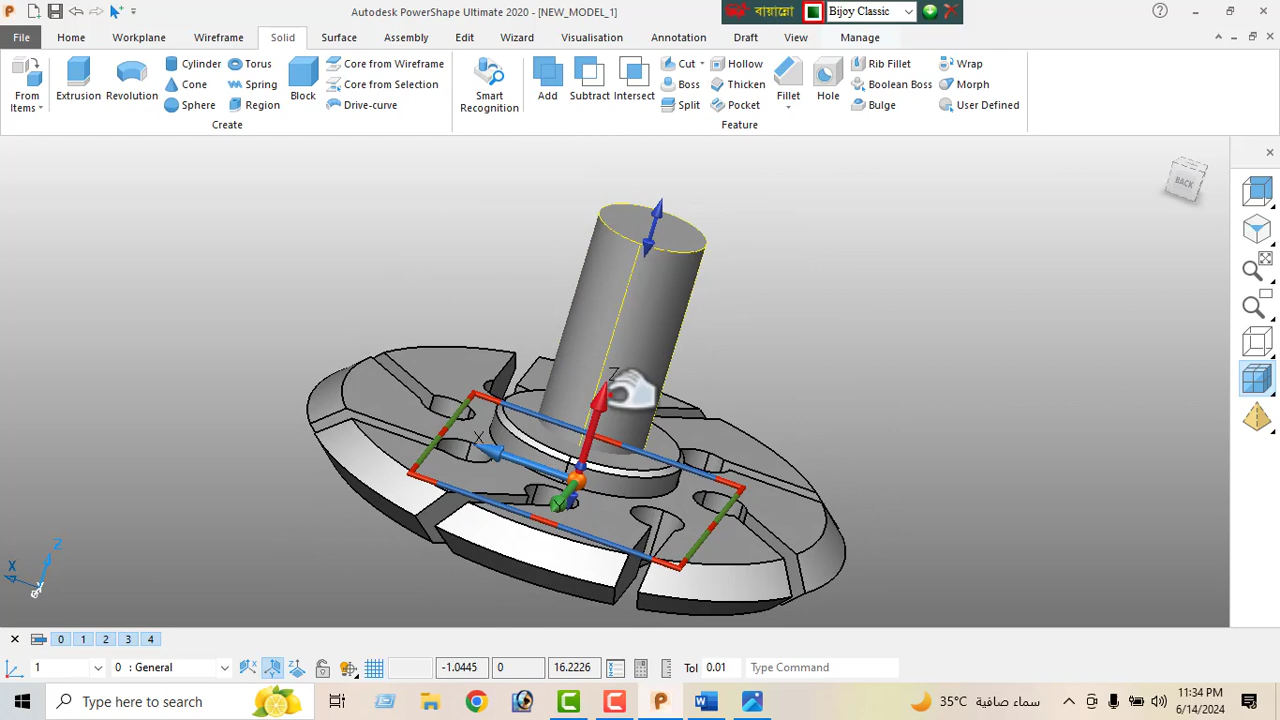 Autodesk PowerShape Ultimate 2020 - [NEW_MODEL_1]
বায়ান্নো
Bijoy Classic
File Home Workplane Wireframe Solid Surface Assembly Edit Wizard Visualisation Annotation Draft View Manage
Cylinder Torus Core from Wireframe Cut Hollow Rib Fillet Wrap
From Items Extrusion Revolution Cone Spring Block Core from Selection Smart Recognition Add Subtract Intersect Boss Thicken Fillet Hole Boolean Boss Morph
Sphere Region Drive-curve Split Pocket Bulge User Defined
Create Feature
BACK
Z
X
Z
X
0 1 2 3 4
1 0 : General -1.0445 0 16.2226 Tol 0.01 Type Command
Type here to search
35°C سماء صافية
11:34 PM
6/14/2024